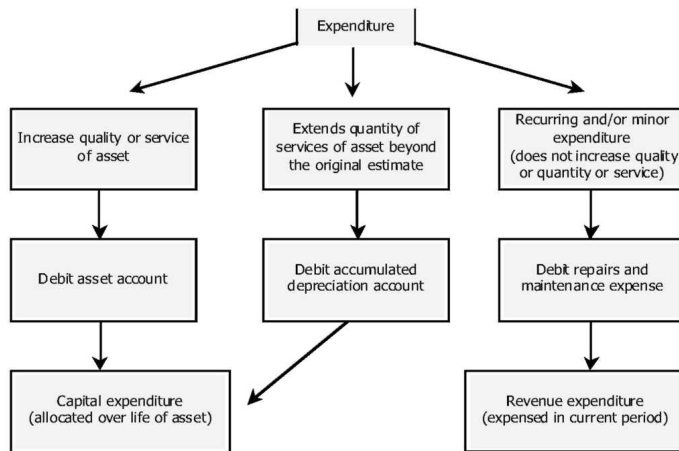 Expenditure
Increase quality or service
of asset
Extends quantity of
services of asset beyond
the original estimate
Recurring and/or minor
expenditure
(does not increase quality
or quantity or service)
Debit asset account
Debit accumulated
depreciation account
Debit repairs and
maintenance expense
Capital expenditure
(allocated over life of asset)
Revenue expenditure
(expensed in current period)